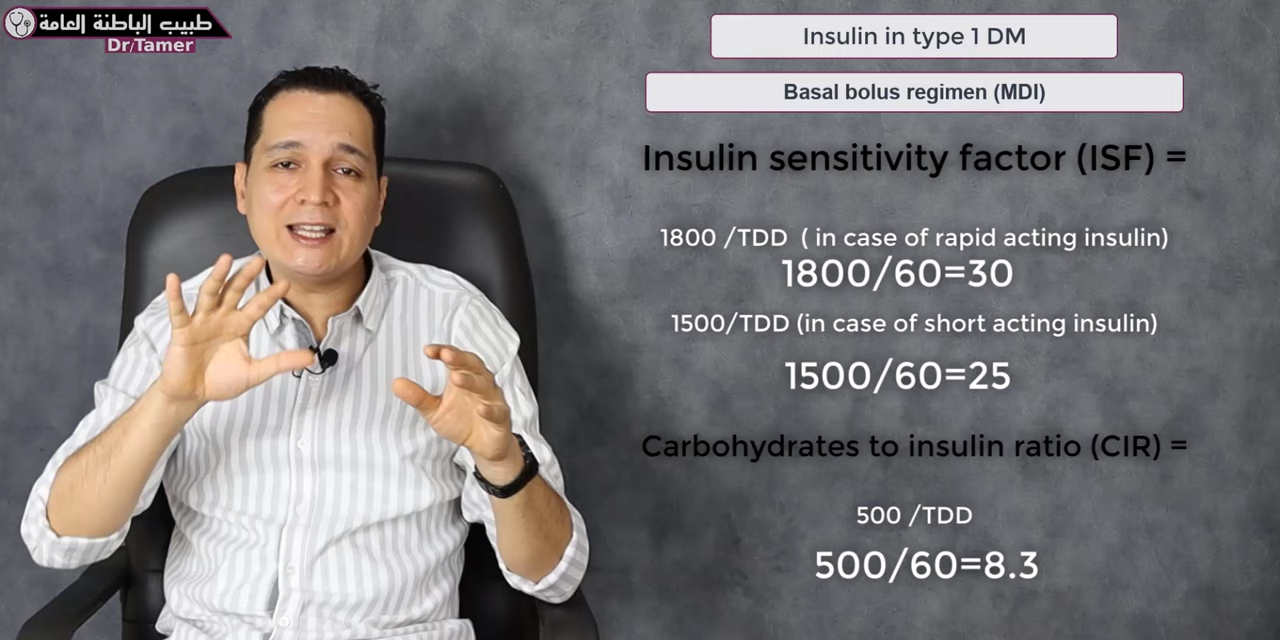 طبيب الباطنة العامة
Dr/Tamer
Insulin in type 1 DM
Basal bolus regimen (MDI)
Insulin sensitivity factor (ISF) =
1800 /TDD ( in case of rapid acting insulin)
1800/60=30
1500/TDD (in case of short acting insulin)
1500/60=25
Carbohydrates to insulin ratio (CIR) =
500 /TDD
500/60=8.3